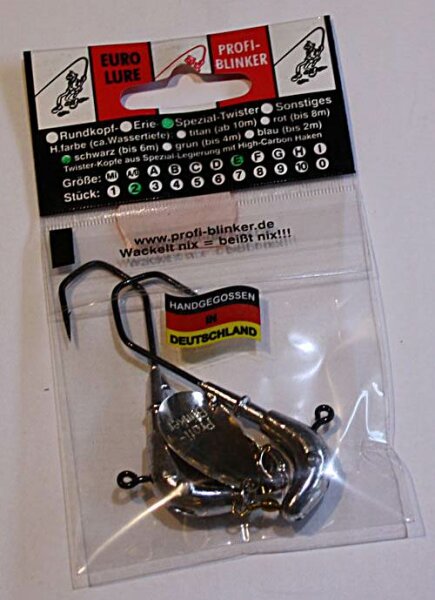 EURO LURE
PROFI-BLINKER
Rundkopf- Erie Spezial-Twister Sonstiges
H.farbe (ca.Wassertiefe): titan (ab 10m) rot (bis 8m)
schwarz (bis 6m) grün (bis 4m) blau (bis 2m)
Twister-Köpfe aus Spezial-Legierung mit High-Carbon Haken
Größe: MI A/B A B C D E F G H I
Stück: 1 2 3 4 5 6 7 8 9 10 0
www.profi-blinker.de
Wackelt nix = beißt nix!!!
HANDGEGOSSEN
IN
DEUTSCHLAND
Profi-